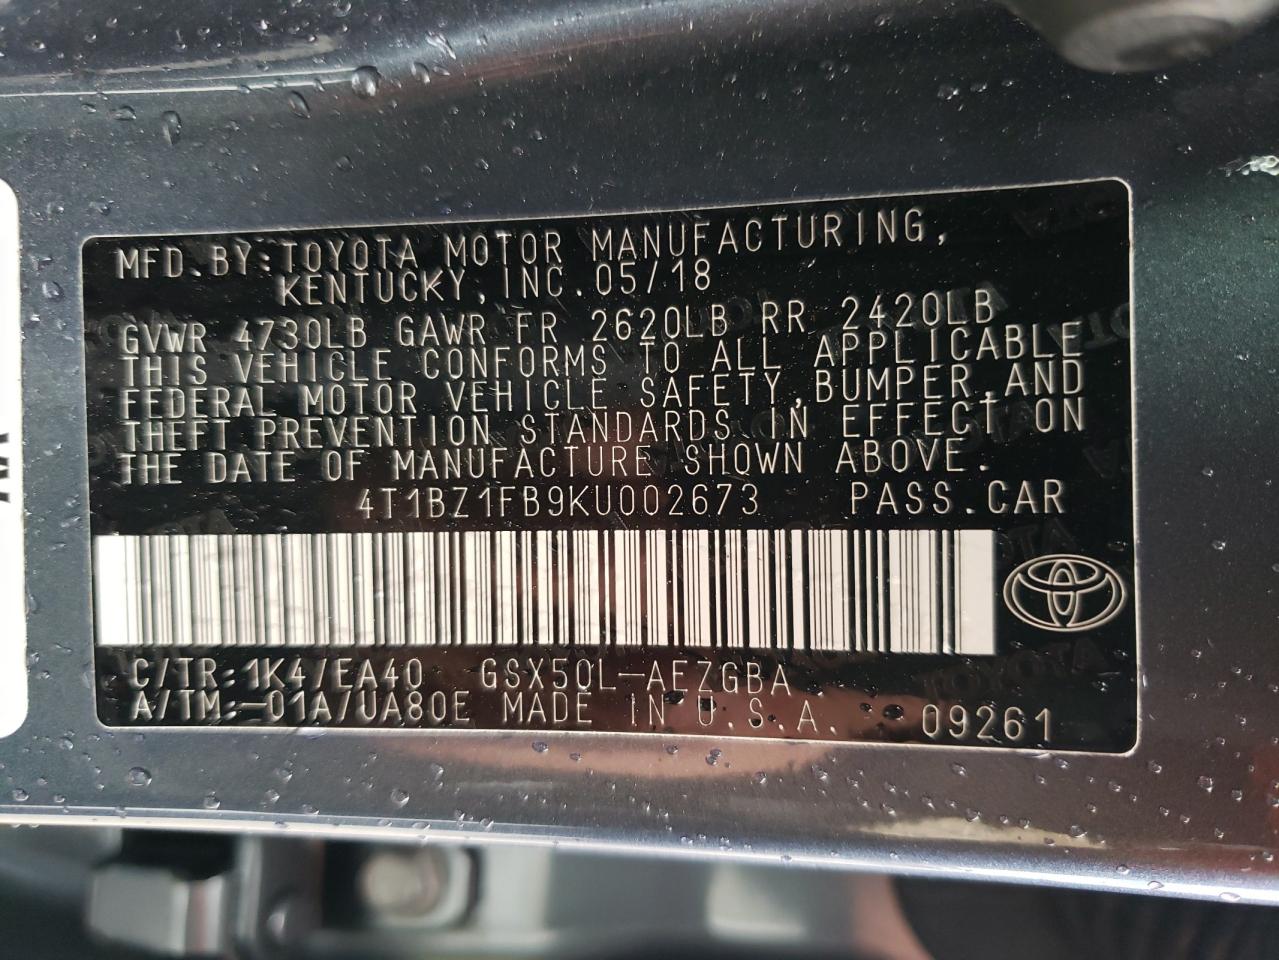 MFD.BY:TOYOTA MOTOR MANUFACTURING,
KENTUCKY,INC.05/18
GVWR 4730LB GAWR FR 2620LB RR 2420LB
THIS VEHICLE CONFORMS TO ALL APPLICABLE
FEDERAL MOTOR VEHICLE SAFETY,BUMPER,AND
THEFT PREVENTION STANDARDS IN EFFECT ON
THE DATE OF MANUFACTURE SHOWN ABOVE.
4T1BZ1FB9KU002673 PASS.CAR
C/TR:1K4/EA40 GSX50L-AEZGBA
A/TM:-01A/UA80E MADE IN U.S.A. 09261